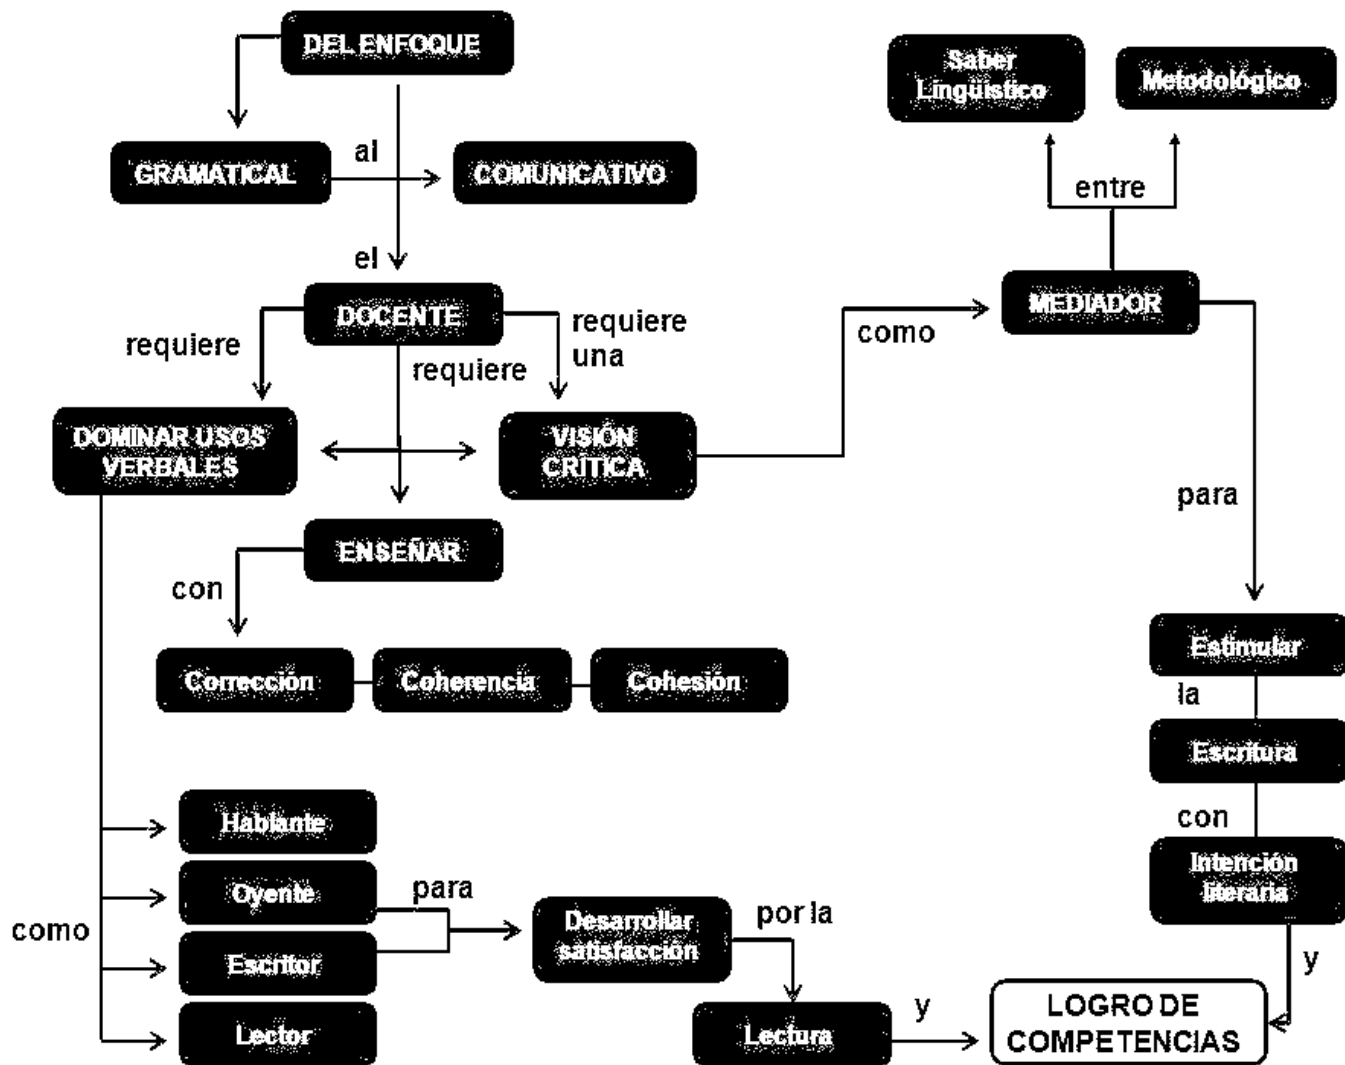 DEL ENFOQUE
GRAMATICAL
al
COMUNICATIVO
el
DOCENTE
requiere
requiere
requiere
una
DOMINAR USOS
VERBALES
VISIÓN
CRÍTICA
como
MEDIADOR
entre
Saber
Lingüístico
Metodológico
ENSEÑAR
con
Corrección
Coherencia
Cohesión
para
Estimular
la
Escritura
con
Intención
literaria
y
como
Hablante
Oyente
Escritor
Lector
para
Desarrollar
satisfacción
por la
Lectura
y
LOGRO DE
COMPETENCIAS